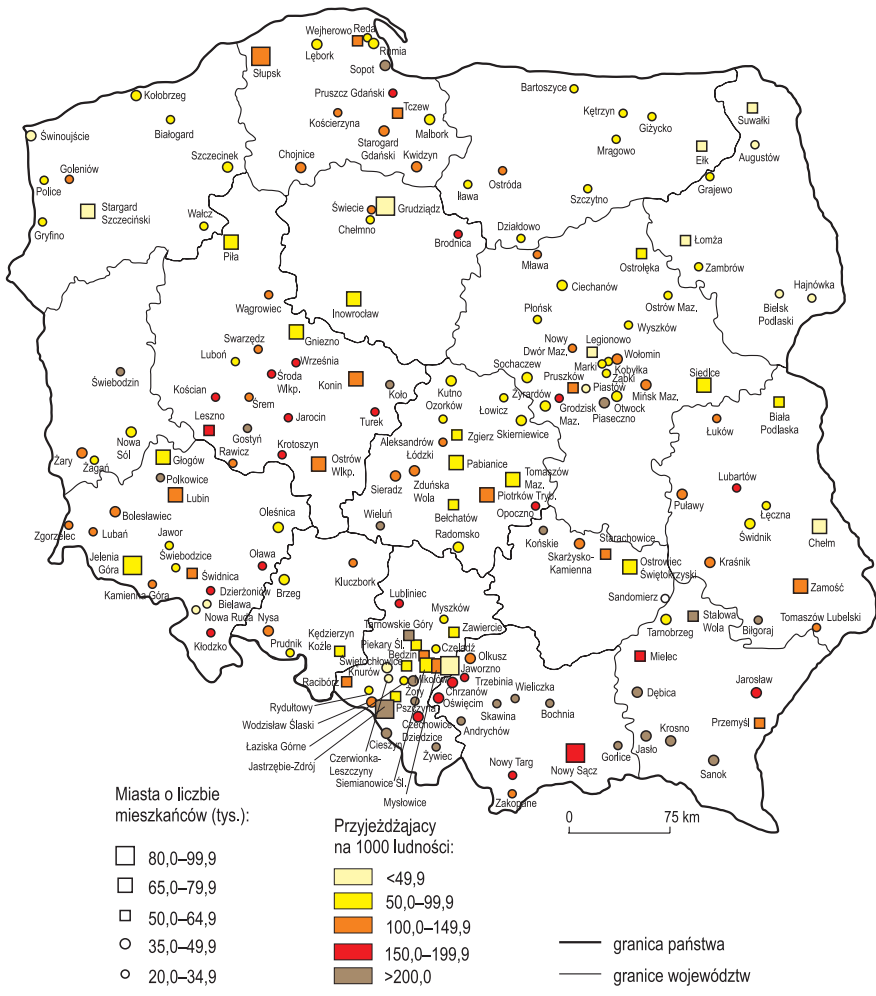 Wejherowo
Reda
Rumia
Lębork
Słupsk
Sopot
Kołobrzeg
Pruszcz Gdański
Tczew
Bartoszyce
Kętrzyn
Giżycko
Suwałki
Świnoujście
Białogard
Kościerzyna
Starogard
Gdański
Malbork
Mrągowo
Ełk
Augustów
Goleniów
Szczecinek
Chojnice
Kwidzyn
Ostróda
Police
Iława
Szczytno
Grajewo
Stargard
Szczeciński
Gryfino
Wałcz
Świecie
Chełmno
Grudziądz
Brodnica
Działdowo
Piła
Mława
Ostrołęka
Łomża
Zambrów
Hajnówka
Bielsk
Podlaski
Wągrowiec
Inowrocław
Ciechanów
Ostrów Maz.
Płońsk
Wyszków
Swarzędz
Gniezno
Luboń
Września
Nowy
Dwór Maz.
Legionowo
Wołomin
Marki
Kobyłka
Ząbki
Sochaczew
Świebodzin
Środa
Wlkp.
Konin
Koło
Kutno
Pruszków
Piastów
Mińsk Maz.
Siedlce
Kościan
Śrem
Ozorków
Łowicz
Żyrardów
Grodzisk
Maz.
Otwock
Piaseczno
Biała
Podlaska
Leszno
Gostyń
Jarocin
Turek
Aleksandrów
Łódzki
Zgierz
Skierniewice
Łuków
Nowa
Sól
Rawicz
Krotoszyn
Ostrów
Wlkp.
Żary
Żagań
Głogów
Pabianice
Sieradz
Zduńska
Wola
Tomaszów
Maz.
Lubartów
Polkowice
Lubin
Piotrków Tryb.
Puławy
Wieluń
Bełchatów
Opoczno
Łęczna
Świdnik
Chełm
Bolesławiec
Oleśnica
Zgorzelec
Lubań
Jawor
Radomsko
Końskie
Starachowice
Skarżysko-
Kamienna
Kraśnik
Jelenia
Góra
Świebodzice
Świdnica
Oława
Brzeg
Kluczbork
Ostrowiec
Świętokrzyski
Zamość
Kamienna Góra
Dzierżoniów
Bielawa
Nowa Ruda
Lubliniec
Myszków
Sandomierz
Stalowa
Wola
Tomaszów Lubelski
Kłodzko
Nysa
Tarnowskie Góry
Zawiercie
Tarnobrzeg
Biłgoraj
Prudnik
Kędzierzyn
Koźle
Piekary Śl.
Będzin
Czeladź
Świętochłowice
Olkusz
Jaworzno
Mielec
Racibórz
Knurów
Mikołów
Trzebinia
Chrzanów
Jarosław
Rydułtowy
Żory
Oświęcim
Wieliczka
Dębica
Wodzisław Śląski
Pszczyna
Skawina
Bochnia
Przemyśl
Łaziska Górne
Czechowice-
Dziedzice
Andrychów
Krosno
Jastrzębie-Zdrój
Cieszyn
Żywiec
Nowy Sącz
Gorlice
Jasło
Sanok
Czerwionka-
Leszczyny
Nowy Targ
Siemianowice Śl.
Mysłowice
Zakopane
Miasta o liczbie
mieszkańców (tys.):
80,0–99,9
65,0–79,9
50,0–64,9
35,0–49,9
20,0–34,9
Przyjeżdżajacy
na 1000 ludności:
<49,9
50,0–99,9
100,0–149,9
150,0–199,9
>200,0
0
75 km
granica państwa
granice województw